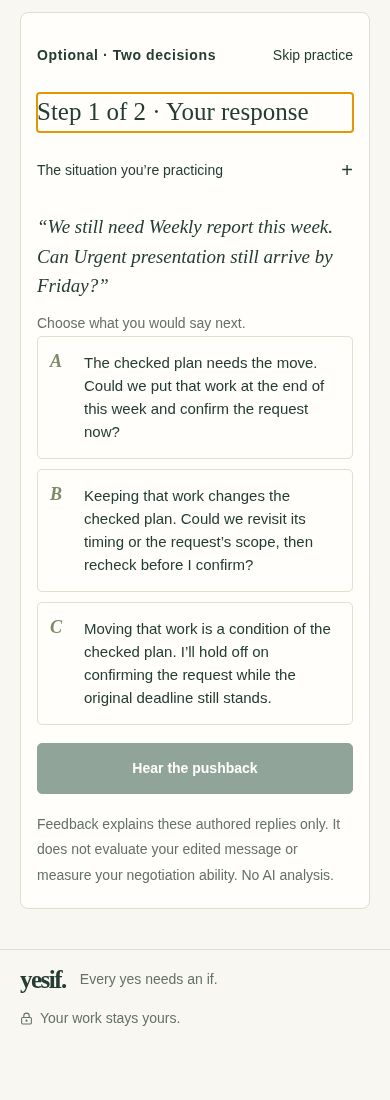 Optional · Two decisions
Skip practice
Step 1 of 2 · Your response
The situation you’re practicing
+
“We still need Weekly report this week.
Can Urgent presentation still arrive by
Friday?”
Choose what you would say next.
A
The checked plan needs the move.
Could we put that work at the end of
this week and confirm the request
now?
B
Keeping that work changes the
checked plan. Could we revisit its
timing or the request’s scope, then
recheck before I confirm?
C
Moving that work is a condition of the
checked plan. I’ll hold off on
confirming the request while the
original deadline still stands.
Hear the pushback
Feedback explains these authored replies only. It
does not evaluate your edited message or
measure your negotiation ability. No AI analysis.
yesif.
Every yes needs an if.
Your work stays yours.